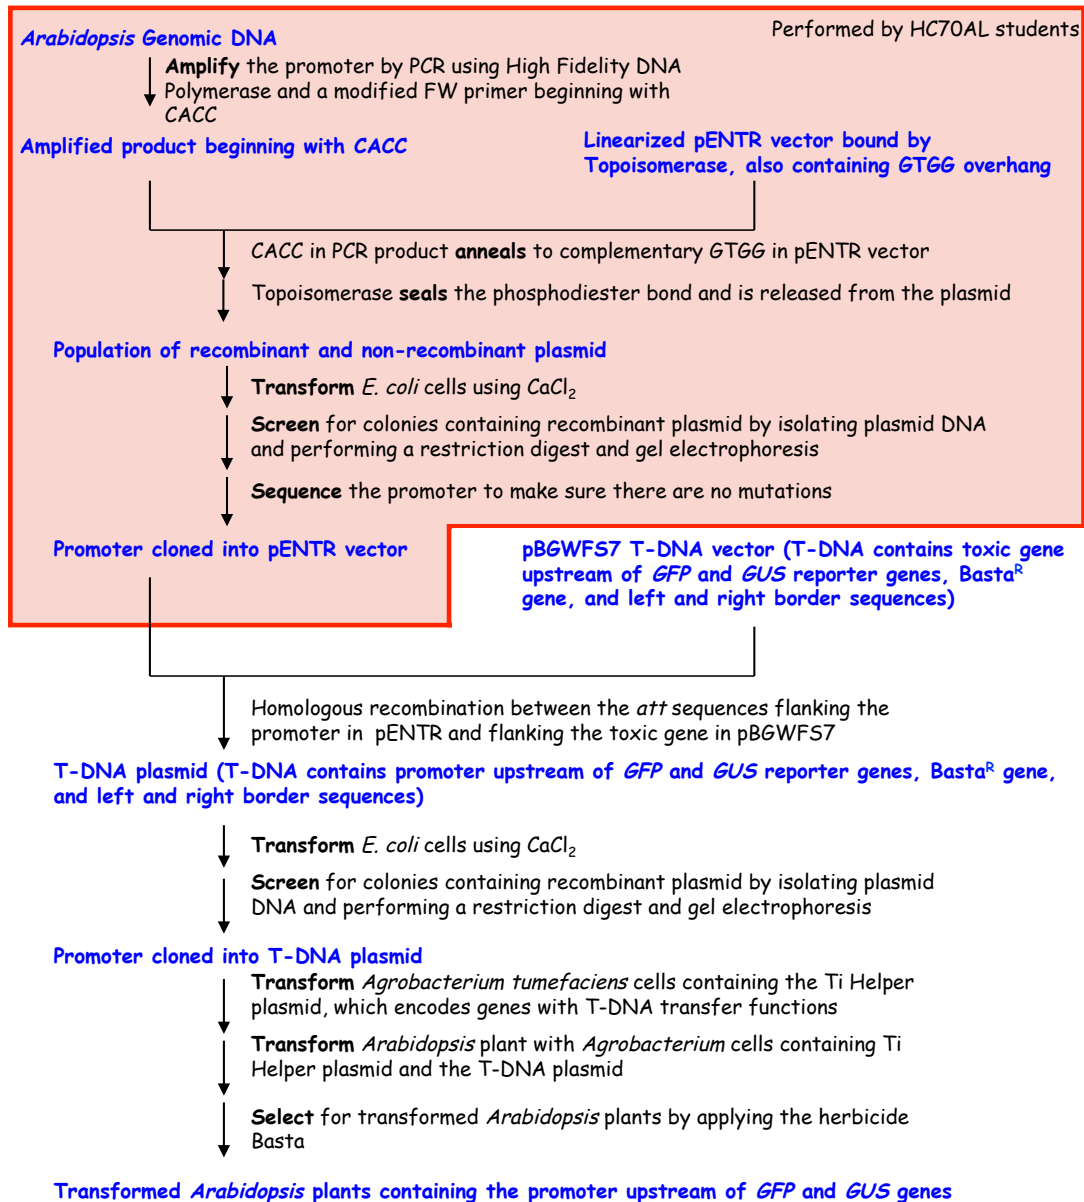 Performed by HC70AL students
Arabidopsis Genomic DNA
Amplify the promoter by PCR using High Fidelity DNA
Polymerase and a modified FW primer beginning with
CACC
Amplified product beginning with CACC
Linearized pENTR vector bound by
Topoisomerase, also containing GTGG overhang
CACC in PCR product anneals to complementary GTGG in pENTR vector
Topoisomerase seals the phosphodiester bond and is released from the plasmid
Population of recombinant and non-recombinant plasmid
Transform E. coli cells using CaCl₂
Screen for colonies containing recombinant plasmid by isolating plasmid DNA
and performing a restriction digest and gel electrophoresis
Sequence the promoter to make sure there are no mutations
Promoter cloned into pENTR vector
pBGWFS7 T-DNA vector (T-DNA contains toxic gene
upstream of GFP and GUS reporter genes, Bastaᴿ
gene, and left and right border sequences)
Homologous recombination between the att sequences flanking the
promoter in pENTR and flanking the toxic gene in pBGWFS7
T-DNA plasmid (T-DNA contains promoter upstream of GFP and GUS reporter genes, Bastaᴿ gene,
and left and right border sequences)
Transform E. coli cells using CaCl₂
Screen for colonies containing recombinant plasmid by isolating plasmid
DNA and performing a restriction digest and gel electrophoresis
Promoter cloned into T-DNA plasmid
Transform Agrobacterium tumefaciens cells containing the Ti Helper
plasmid, which encodes genes with T-DNA transfer functions
Transform Arabidopsis plant with Agrobacterium cells containing Ti
Helper plasmid and the T-DNA plasmid
Select for transformed Arabidopsis plants by applying the herbicide
Basta
Transformed Arabidopsis plants containing the promoter upstream of GFP and GUS genes